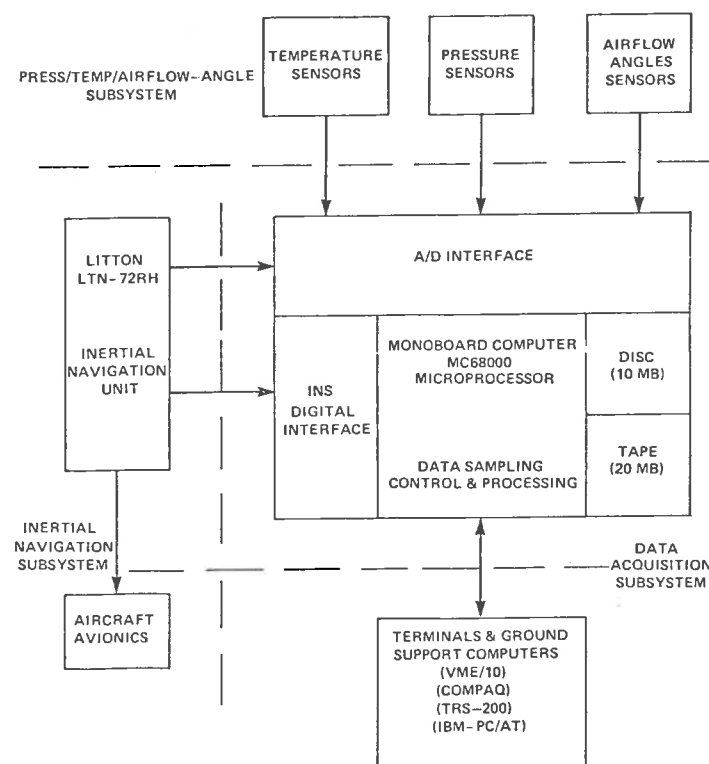 PRESS/TEMP/AIRFLOW-ANGLE
SUBSYSTEM
TEMPERATURE
SENSORS
PRESSURE
SENSORS
AIRFLOW
ANGLES
SENSORS
LITTON
LTN-72RH
INERTIAL
NAVIGATION
UNIT
A/D INTERFACE
INS
DIGITAL
INTERFACE
MONOBOARD COMPUTER
MC68000
MICROPROCESSOR
DATA SAMPLING
CONTROL & PROCESSING
DISC
(10 MB)
TAPE
(20 MB)
INERTIAL
NAVIGATION
SUBSYSTEM
DATA
ACQUISITION
SUBSYSTEM
AIRCRAFT
AVIONICS
TERMINALS & GROUND
SUPPORT COMPUTERS
(VME/10)
(COMPAQ)
(TRS-200)
(IBM-PC/AT)